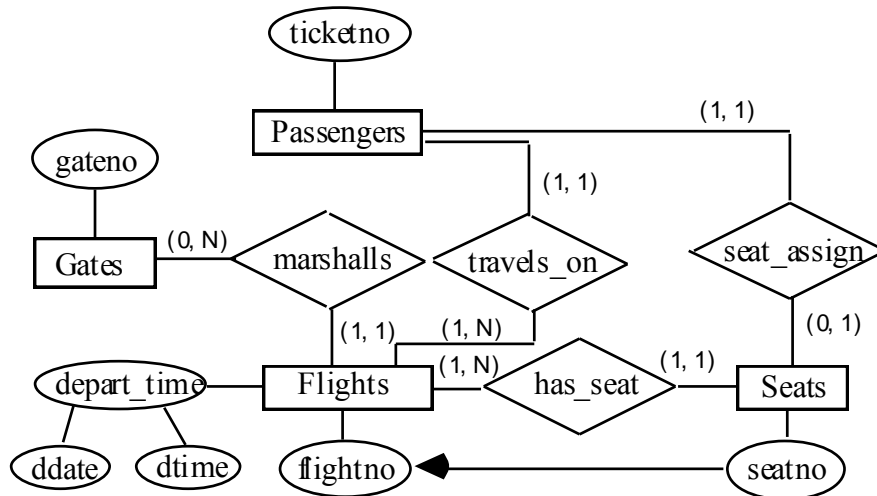 ticketno
Passengers
(1, 1)
gateno
(1, 1)
(0, N)
Gates
marshalls
travels_on
seat_assign
(1, 1)
(1, N)
(0, 1)
depart_time
Flights
(1, N)
has_seat
(1, 1)
Seats
ddate
dtime
flightno
seatno